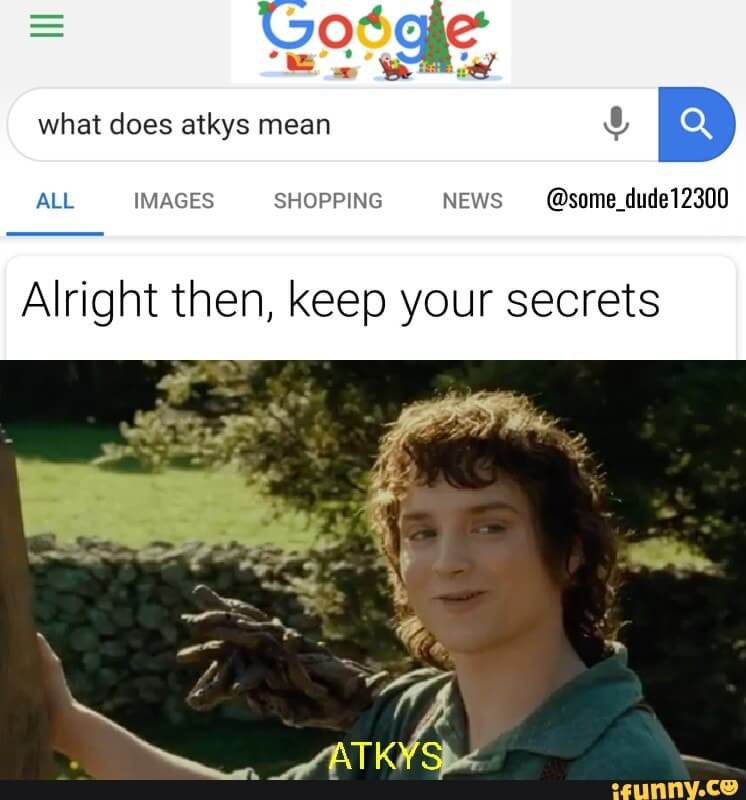 Google
what does atkys mean
ALL IMAGES SHOPPING NEWS @some_dude12300
Alright then, keep your secrets
ATKYS
ifunny.co